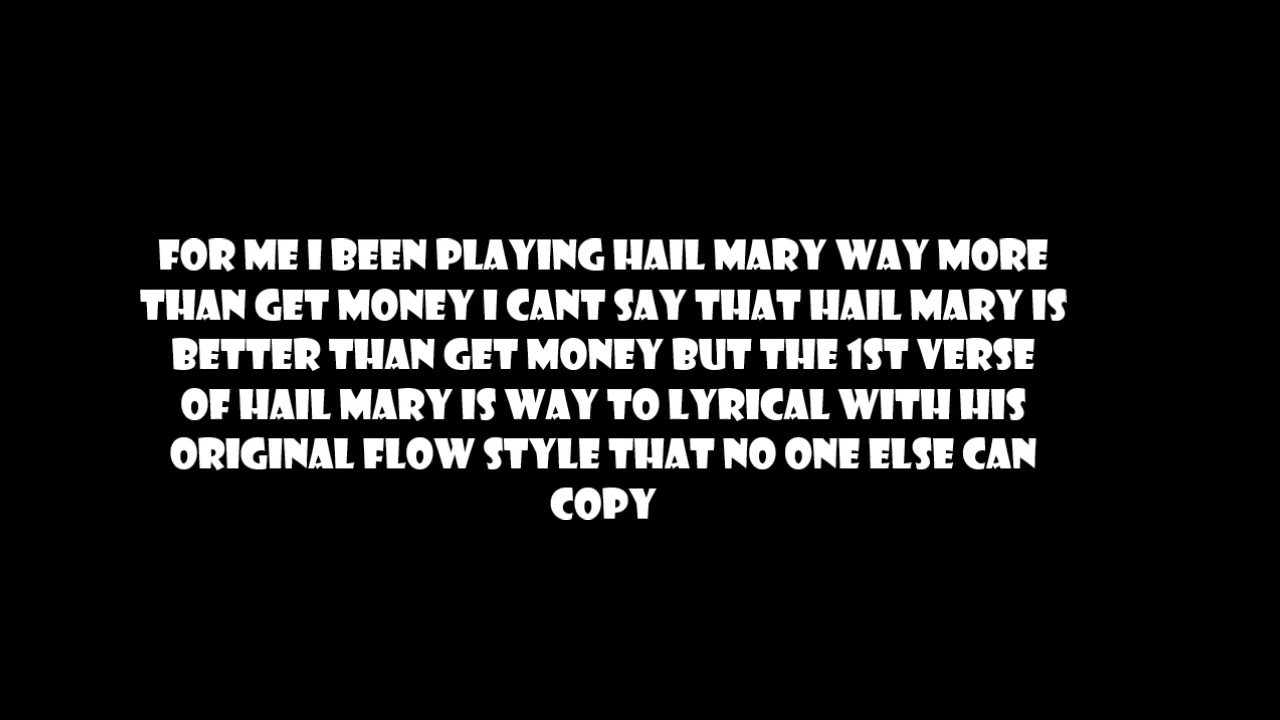 FOR ME I BEEN PLAYING HAIL MARY WAY MORE
THAN GET MONEY I CANT SAY THAT HAIL MARY IS
BETTER THAN GET MONEY BUT THE 1ST VERSE
OF HAIL MARY IS WAY TO LYRICAL WITH HIS
ORIGINAL FLOW STYLE THAT NO ONE ELSE CAN
COPY